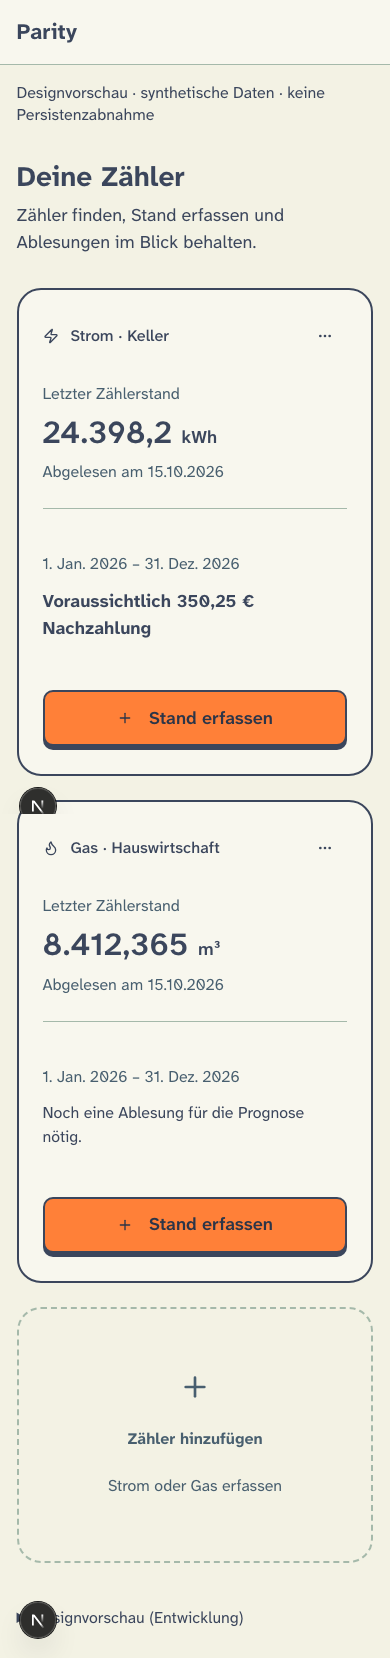 Parity
Designvorschau · synthetische Daten · keine
Persistenzabnahme
Deine Zähler
Zähler finden, Stand erfassen und
Ablesungen im Blick behalten.
Strom · Keller
Letzter Zählerstand
24.398,2 kWh
Abgelesen am 15.10.2026
1. Jan. 2026 – 31. Dez. 2026
Voraussichtlich 350,25 €
Nachzahlung
+ Stand erfassen
N
Gas · Hauswirtschaft
Letzter Zählerstand
8.412,365 m³
Abgelesen am 15.10.2026
1. Jan. 2026 – 31. Dez. 2026
Noch eine Ablesung für die Prognose
nötig.
+ Stand erfassen
+
Zähler hinzufügen
Strom oder Gas erfassen
N signvorschau (Entwicklung)